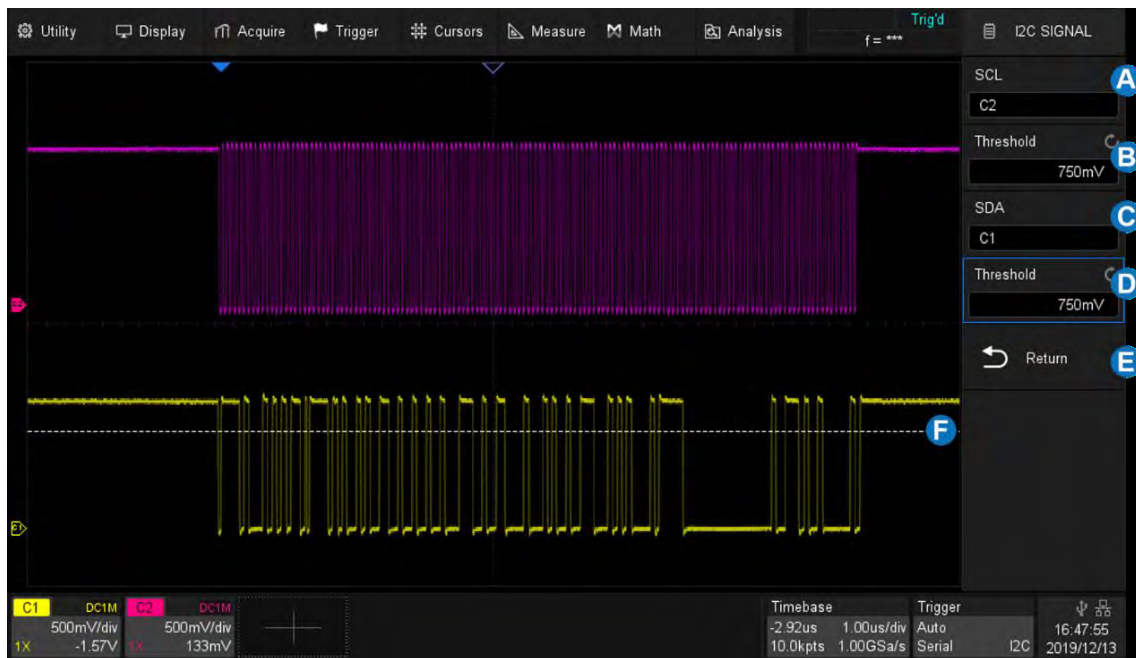 Utility Display Acquire Trigger Cursors Measure Math Analysis Trig'd
f = *** I2C SIGNAL
SCL A
C2
Threshold B
750mV
SDA C
C1
Threshold D
750mV
Return E
F
C2
C1
C1 DC1M C2 DC1M Timebase Trigger
500mV/div 500mV/div -2.92us 1.00us/div Auto 16:47:55
1X -1.57V 1X 133mV 10.0kpts 1.00GSa/s Serial I2C 2019/12/13